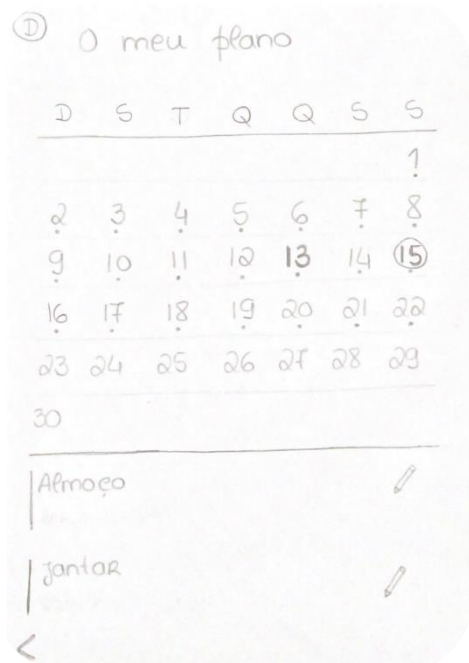 D
O meu plano
D S T Q Q S S
1
2 3 4 5 6 7 8
9 10 11 12 13 14 15
16 17 18 19 20 21 22
23 24 25 26 27 28 29
30
Almoço
Jantar
<